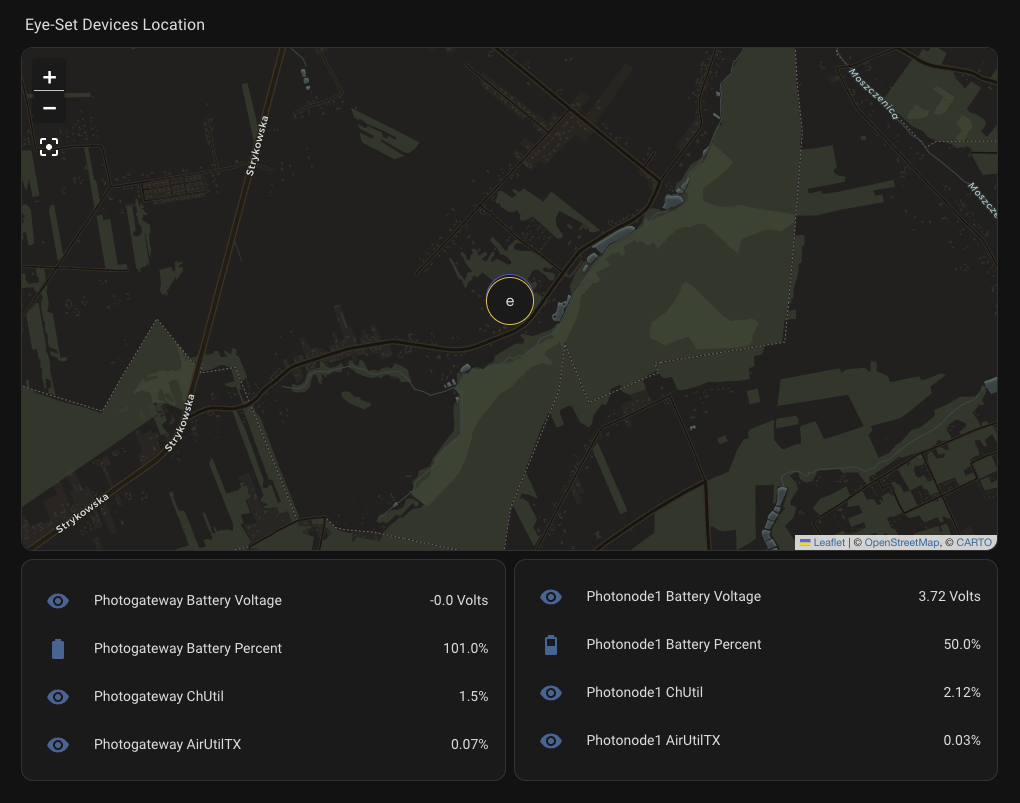 Eye-Set Devices Location
+
−
Strykowska
Moszczenica
e
Strykowska
Strykowska
Leaflet | © OpenStreetMap, © CARTO
Photogateway Battery Voltage -0.0 Volts
Photogateway Battery Percent 101.0%
Photogateway ChUtil 1.5%
Photogateway AirUtilTX 0.07%
Photonode1 Battery Voltage 3.72 Volts
Photonode1 Battery Percent 50.0%
Photonode1 ChUtil 2.12%
Photonode1 AirUtilTX 0.03%